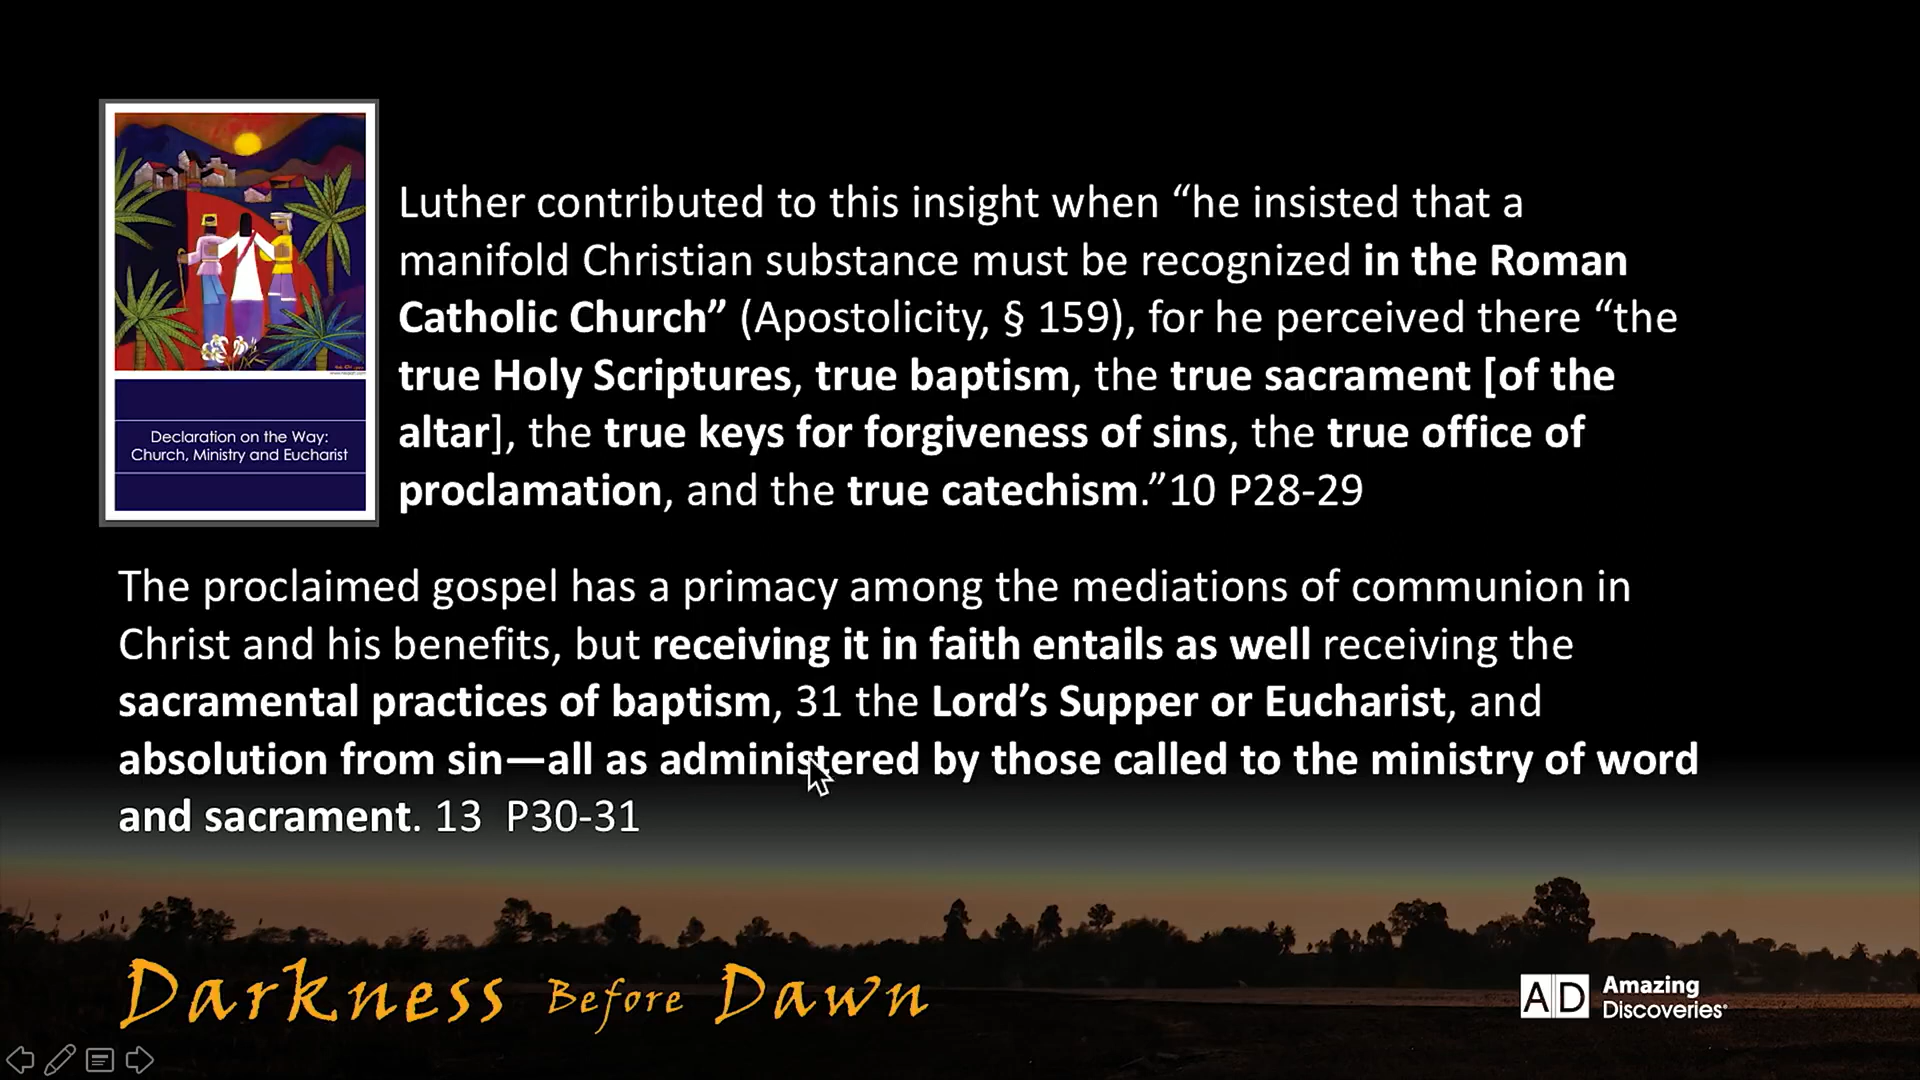 Luther contributed to this insight when “he insisted that a
manifold Christian substance must be recognized in the Roman
Catholic Church” (Apostolicity, § 159), for he perceived there “the
true Holy Scriptures, true baptism, the true sacrament [of the
altar], the true keys for forgiveness of sins, the true office of
proclamation, and the true catechism.”10 P28-29
Declaration on the Way:
Church, Ministry and Eucharist
The proclaimed gospel has a primacy among the mediations of communion in
Christ and his benefits, but receiving it in faith entails as well receiving the
sacramental practices of baptism, 31 the Lord’s Supper or Eucharist, and
absolution from sin—all as administered by those called to the ministry of word
and sacrament. 13  P30-31
Darkness Before Dawn
AD Amazing
Discoveries